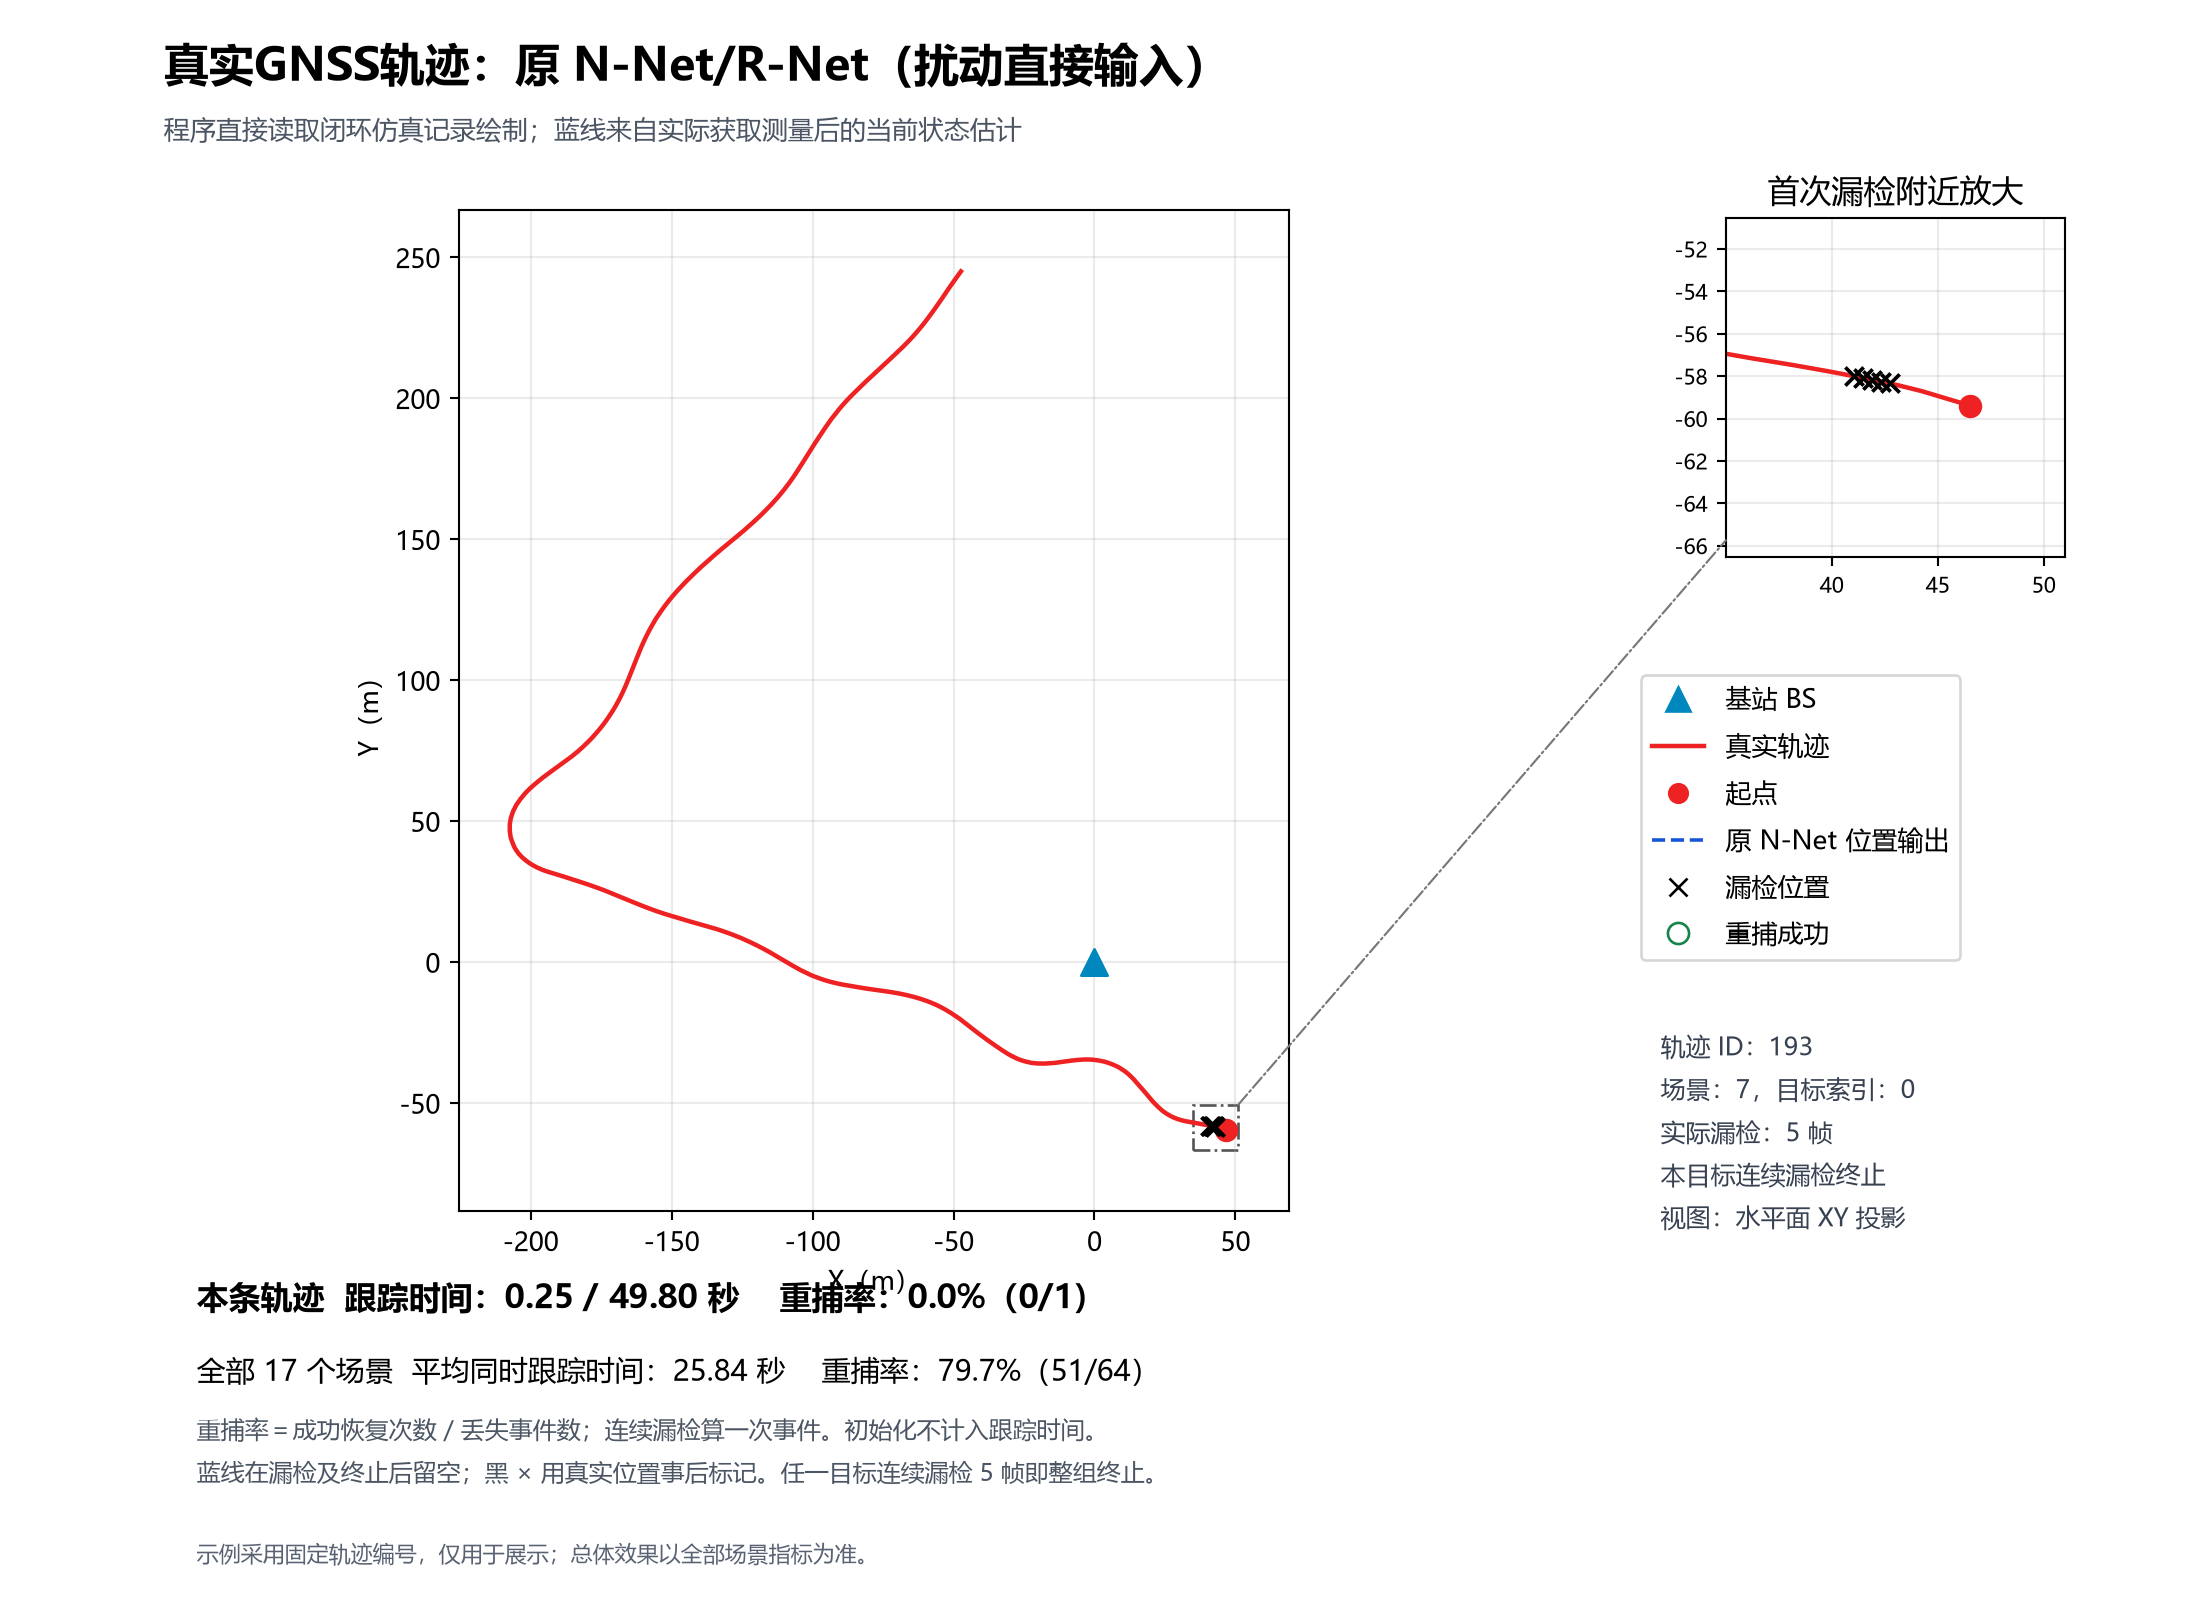 真实GNSS轨迹：原 N-Net/R-Net（扰动直接输入）
程序直接读取闭环仿真记录绘制；蓝线来自实际获取测量后的当前状态估计
首次漏检附近放大
-52
-54
-56
-58
-60
-62
-64
-66
40 45 50
250
200
150
100
50
0
-50
Y（m）
-200 -150 -100 -50 0 50
X（m）
基站 BS
真实轨迹
起点
原 N-Net 位置输出
漏检位置
重捕成功
轨迹 ID：193
场景：7，目标索引：0
实际漏检：5 帧
本目标连续漏检终止
视图：水平面 XY 投影
本条轨迹 跟踪时间：0.25 / 49.80 秒 重捕率：0.0%（0/1）
全部 17 个场景 平均同时跟踪时间：25.84 秒 重捕率：79.7%（51/64）
重捕率＝成功恢复次数 / 丢失事件数；连续漏检算一次事件。初始化不计入跟踪时间。
蓝线在漏检及终止后留空；黑 × 用真实位置事后标记。任一目标连续漏检 5 帧即整组终止。
示例采用固定轨迹编号，仅用于展示；总体效果以全部场景指标为准。